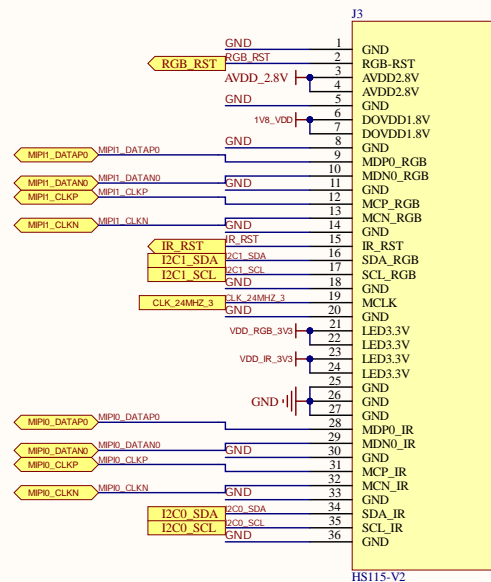 J3
GND 1 GND
RGB_RST RGB_RST 2 RGB-RST
AVDD_2.8V 3 AVDD2.8V
4 AVDD2.8V
GND 5 GND
1V8_VDD 6 DOVDD1.8V
7 DOVDD1.8V
GND 8 GND
MIPI1_DATAP0 MIPI1_DATAP0 9 MDP0_RGB
MIPI1_DATAN0 MIPI1_DATAN0 10 MDN0_RGB
GND 11 GND
MIPI1_CLKP MIPI1_CLKP 12 MCP_RGB
MIPI1_CLKN MIPI1_CLKN 13 MCN_RGB
GND 14 GND
IR_RST IR_RST 15 IR_RST
I2C1_SDA I2C1_SDA 16 SDA_RGB
I2C1_SCL I2C1_SCL 17 SCL_RGB
GND 18 GND
CLK_24MHZ_3 CLK_24MHZ_3 19 MCLK
GND 20 GND
VDD_RGB_3V3 21 LED3.3V
22 LED3.3V
VDD_IR_3V3 23 LED3.3V
24 LED3.3V
25 GND
GND 26 GND
27 GND
MIPI0_DATAP0 MIPI0_DATAP0 28 MDP0_IR
MIPI0_DATAN0 MIPI0_DATAN0 29 MDN0_IR
GND 30 GND
MIPI0_CLKP MIPI0_CLKP 31 MCP_IR
MIPI0_CLKN MIPI0_CLKN 32 MCN_IR
GND 33 GND
I2C0_SDA I2C0_SDA 34 SDA_IR
I2C0_SCL I2C0_SCL 35 SCL_IR
GND 36 GND
HS115-V2